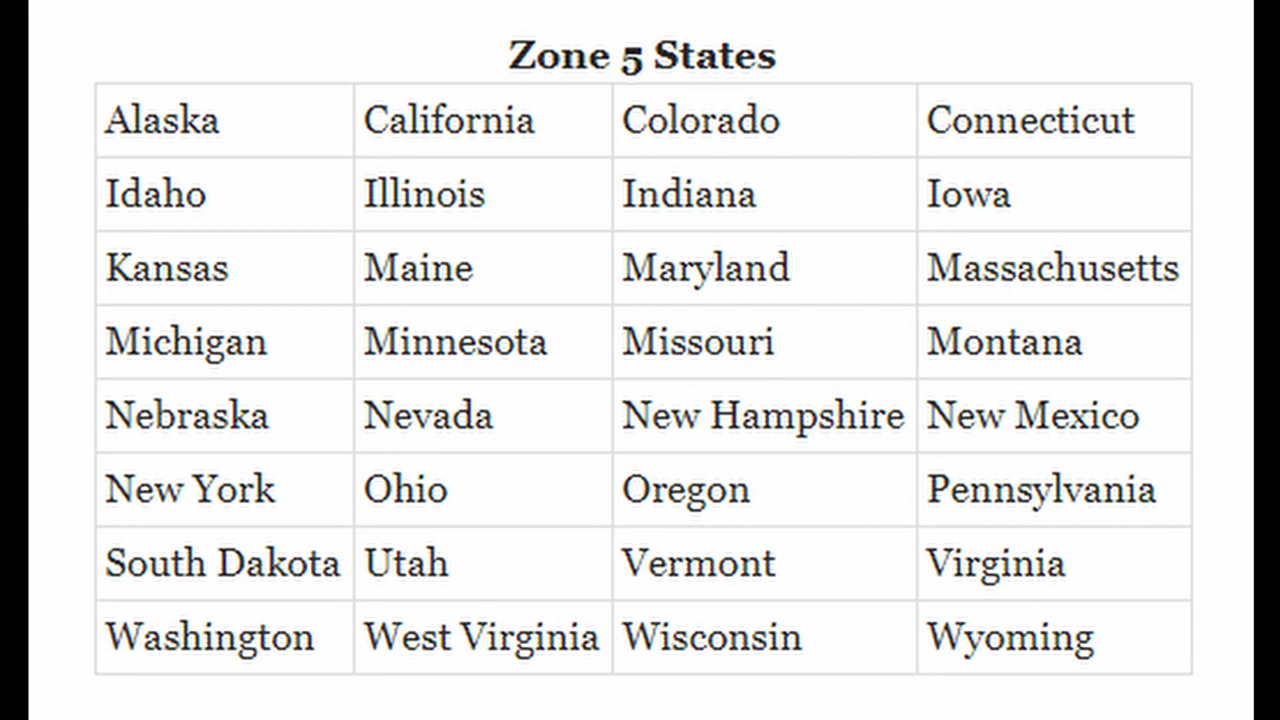 Zone 5 States
Alaska California Colorado Connecticut
Idaho Illinois Indiana Iowa
Kansas Maine Maryland Massachusetts
Michigan Minnesota Missouri Montana
Nebraska Nevada New Hampshire New Mexico
New York Ohio Oregon Pennsylvania
South Dakota Utah Vermont Virginia
Washington West Virginia Wisconsin Wyoming